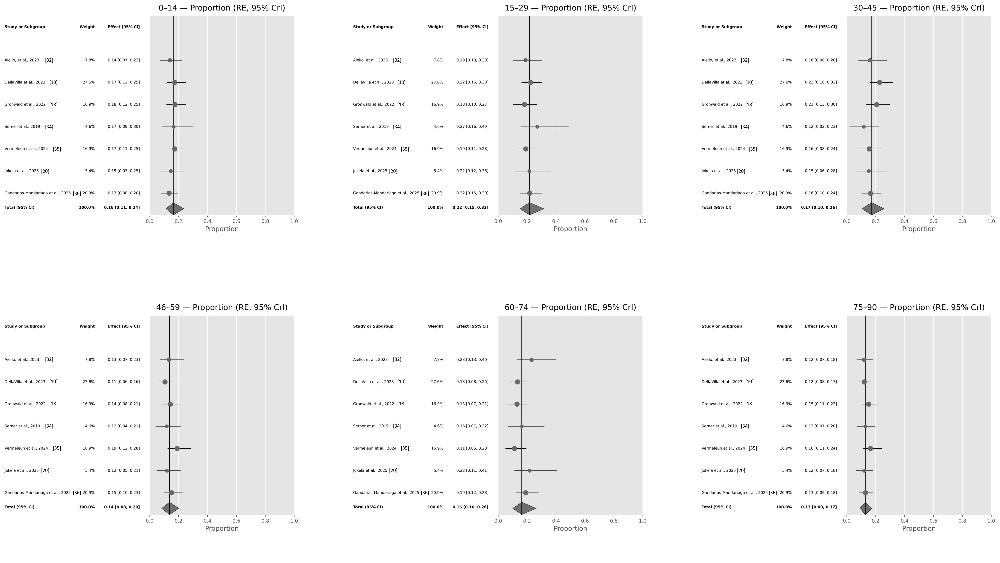 0–14 — Proportion (RE, 95% CrI)
Study or Subgroup Weight Effect [95% CI]
Aiello, et al., 2023 [32] 7.8% 0.14 [0.07, 0.23]
DellaVilla et al., 2023 [10] 27.6% 0.17 [0.12, 0.25]
Gronwald et al., 2022 [18] 16.9% 0.18 [0.12, 0.25]
Serner et al., 2019 [34] 4.6% 0.17 [0.09, 0.30]
Vermeleun et al., 2024 [35] 16.9% 0.17 [0.11, 0.25]
Jokela et al., 2025 [20] 5.4% 0.15 [0.07, 0.25]
Gandarias-Mandariaga et al., 2025 [36] 20.9% 0.13 [0.08, 0.20]
Total (95% CI) 100.0% 0.16 [0.11, 0.24]
0.0 0.2 0.4 0.6 0.8 1.0
Proportion
15–29 — Proportion (RE, 95% CrI)
Study or Subgroup Weight Effect [95% CI]
Aiello, et al., 2023 [32] 7.8% 0.19 [0.10, 0.30]
DellaVilla et al., 2023 [10] 27.6% 0.22 [0.16, 0.30]
Gronwald et al., 2022 [18] 16.9% 0.18 [0.10, 0.27]
Serner et al., 2019 [34] 4.6% 0.27 [0.16, 0.49]
Vermeleun et al., 2024 [35] 16.9% 0.19 [0.11, 0.28]
Jokela et al., 2025 [20] 5.4% 0.22 [0.12, 0.36]
Gandarias-Mandariaga et al., 2025 [36] 20.9% 0.22 [0.15, 0.30]
Total (95% CI) 100.0% 0.22 [0.15, 0.32]
0.0 0.2 0.4 0.6 0.8 1.0
Proportion
30–45 — Proportion (RE, 95% CrI)
Study or Subgroup Weight Effect [95% CI]
Aiello, et al., 2023 [32] 7.8% 0.16 [0.08, 0.28]
DellaVilla et al., 2023 [10] 27.6% 0.23 [0.16, 0.32]
Gronwald et al., 2022 [18] 16.9% 0.21 [0.13, 0.30]
Serner et al., 2019 [34] 4.6% 0.12 [0.02, 0.23]
Vermeleun et al., 2024 [35] 16.9% 0.16 [0.08, 0.24]
Jokela et al., 2025 [20] 5.4% 0.15 [0.06, 0.28]
Gandarias-Mandariaga et al., 2025 [36] 20.9% 0.16 [0.10, 0.24]
Total (95% CI) 100.0% 0.17 [0.10, 0.26]
0.0 0.2 0.4 0.6 0.8 1.0
Proportion
46–59 — Proportion (RE, 95% CrI)
Study or Subgroup Weight Effect [95% CI]
Aiello, et al., 2023 [32] 7.8% 0.13 [0.07, 0.23]
DellaVilla et al., 2023 [10] 27.6% 0.11 [0.06, 0.16]
Gronwald et al., 2022 [18] 16.9% 0.14 [0.08, 0.21]
Serner et al., 2019 [34] 4.6% 0.12 [0.04, 0.21]
Vermeleun et al., 2024 [35] 16.9% 0.19 [0.12, 0.28]
Jokela et al., 2025 [20] 5.4% 0.12 [0.05, 0.21]
Gandarias-Mandariaga et al., 2025 [36] 20.9% 0.15 [0.10, 0.23]
Total (95% CI) 100.0% 0.14 [0.08, 0.20]
0.0 0.2 0.4 0.6 0.8 1.0
Proportion
60–74 — Proportion (RE, 95% CrI)
Study or Subgroup Weight Effect [95% CI]
Aiello, et al., 2023 [32] 7.8% 0.23 [0.13, 0.40]
DellaVilla et al., 2023 [10] 27.6% 0.13 [0.08, 0.20]
Gronwald et al., 2022 [18] 16.9% 0.13 [0.07, 0.21]
Serner et al., 2019 [34] 4.6% 0.16 [0.07, 0.32]
Vermeleun et al., 2024 [35] 16.9% 0.11 [0.05, 0.20]
Jokela et al., 2025 [20] 5.4% 0.22 [0.11, 0.41]
Gandarias-Mandariaga et al., 2025 [36] 20.9% 0.19 [0.12, 0.28]
Total (95% CI) 100.0% 0.16 [0.10, 0.26]
0.0 0.2 0.4 0.6 0.8 1.0
Proportion
75–90 — Proportion (RE, 95% CrI)
Study or Subgroup Weight Effect [95% CI]
Aiello, et al., 2023 [32] 7.8% 0.12 [0.07, 0.18]
DellaVilla et al., 2023 [10] 27.6% 0.12 [0.08, 0.17]
Gronwald et al., 2022 [18] 16.9% 0.15 [0.11, 0.22]
Serner et al., 2019 [34] 4.6% 0.13 [0.07, 0.20]
Vermeleun et al., 2024 [35] 16.9% 0.16 [0.11, 0.24]
Jokela et al., 2025 [20] 5.4% 0.12 [0.07, 0.18]
Gandarias-Mandariaga et al., 2025 [36] 20.9% 0.13 [0.09, 0.18]
Total (95% CI) 100.0% 0.13 [0.09, 0.17]
0.0 0.2 0.4 0.6 0.8 1.0
Proportion